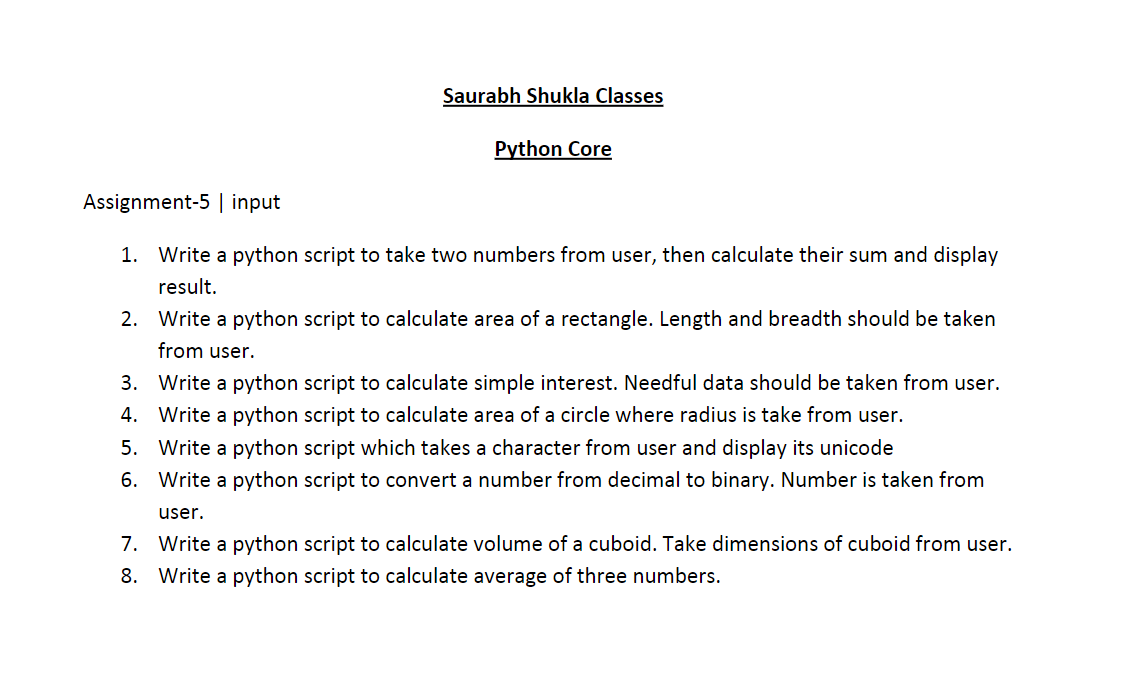 Saurabh Shukla Classes
Python Core
Assignment-5 | input
1. Write a python script to take two numbers from user, then calculate their sum and display
result.
2. Write a python script to calculate area of a rectangle. Length and breadth should be taken
from user.
3. Write a python script to calculate simple interest. Needful data should be taken from user.
4. Write a python script to calculate area of a circle where radius is take from user.
5. Write a python script which takes a character from user and display its unicode
6. Write a python script to convert a number from decimal to binary. Number is taken from
user.
7. Write a python script to calculate volume of a cuboid. Take dimensions of cuboid from user.
8. Write a python script to calculate average of three numbers.